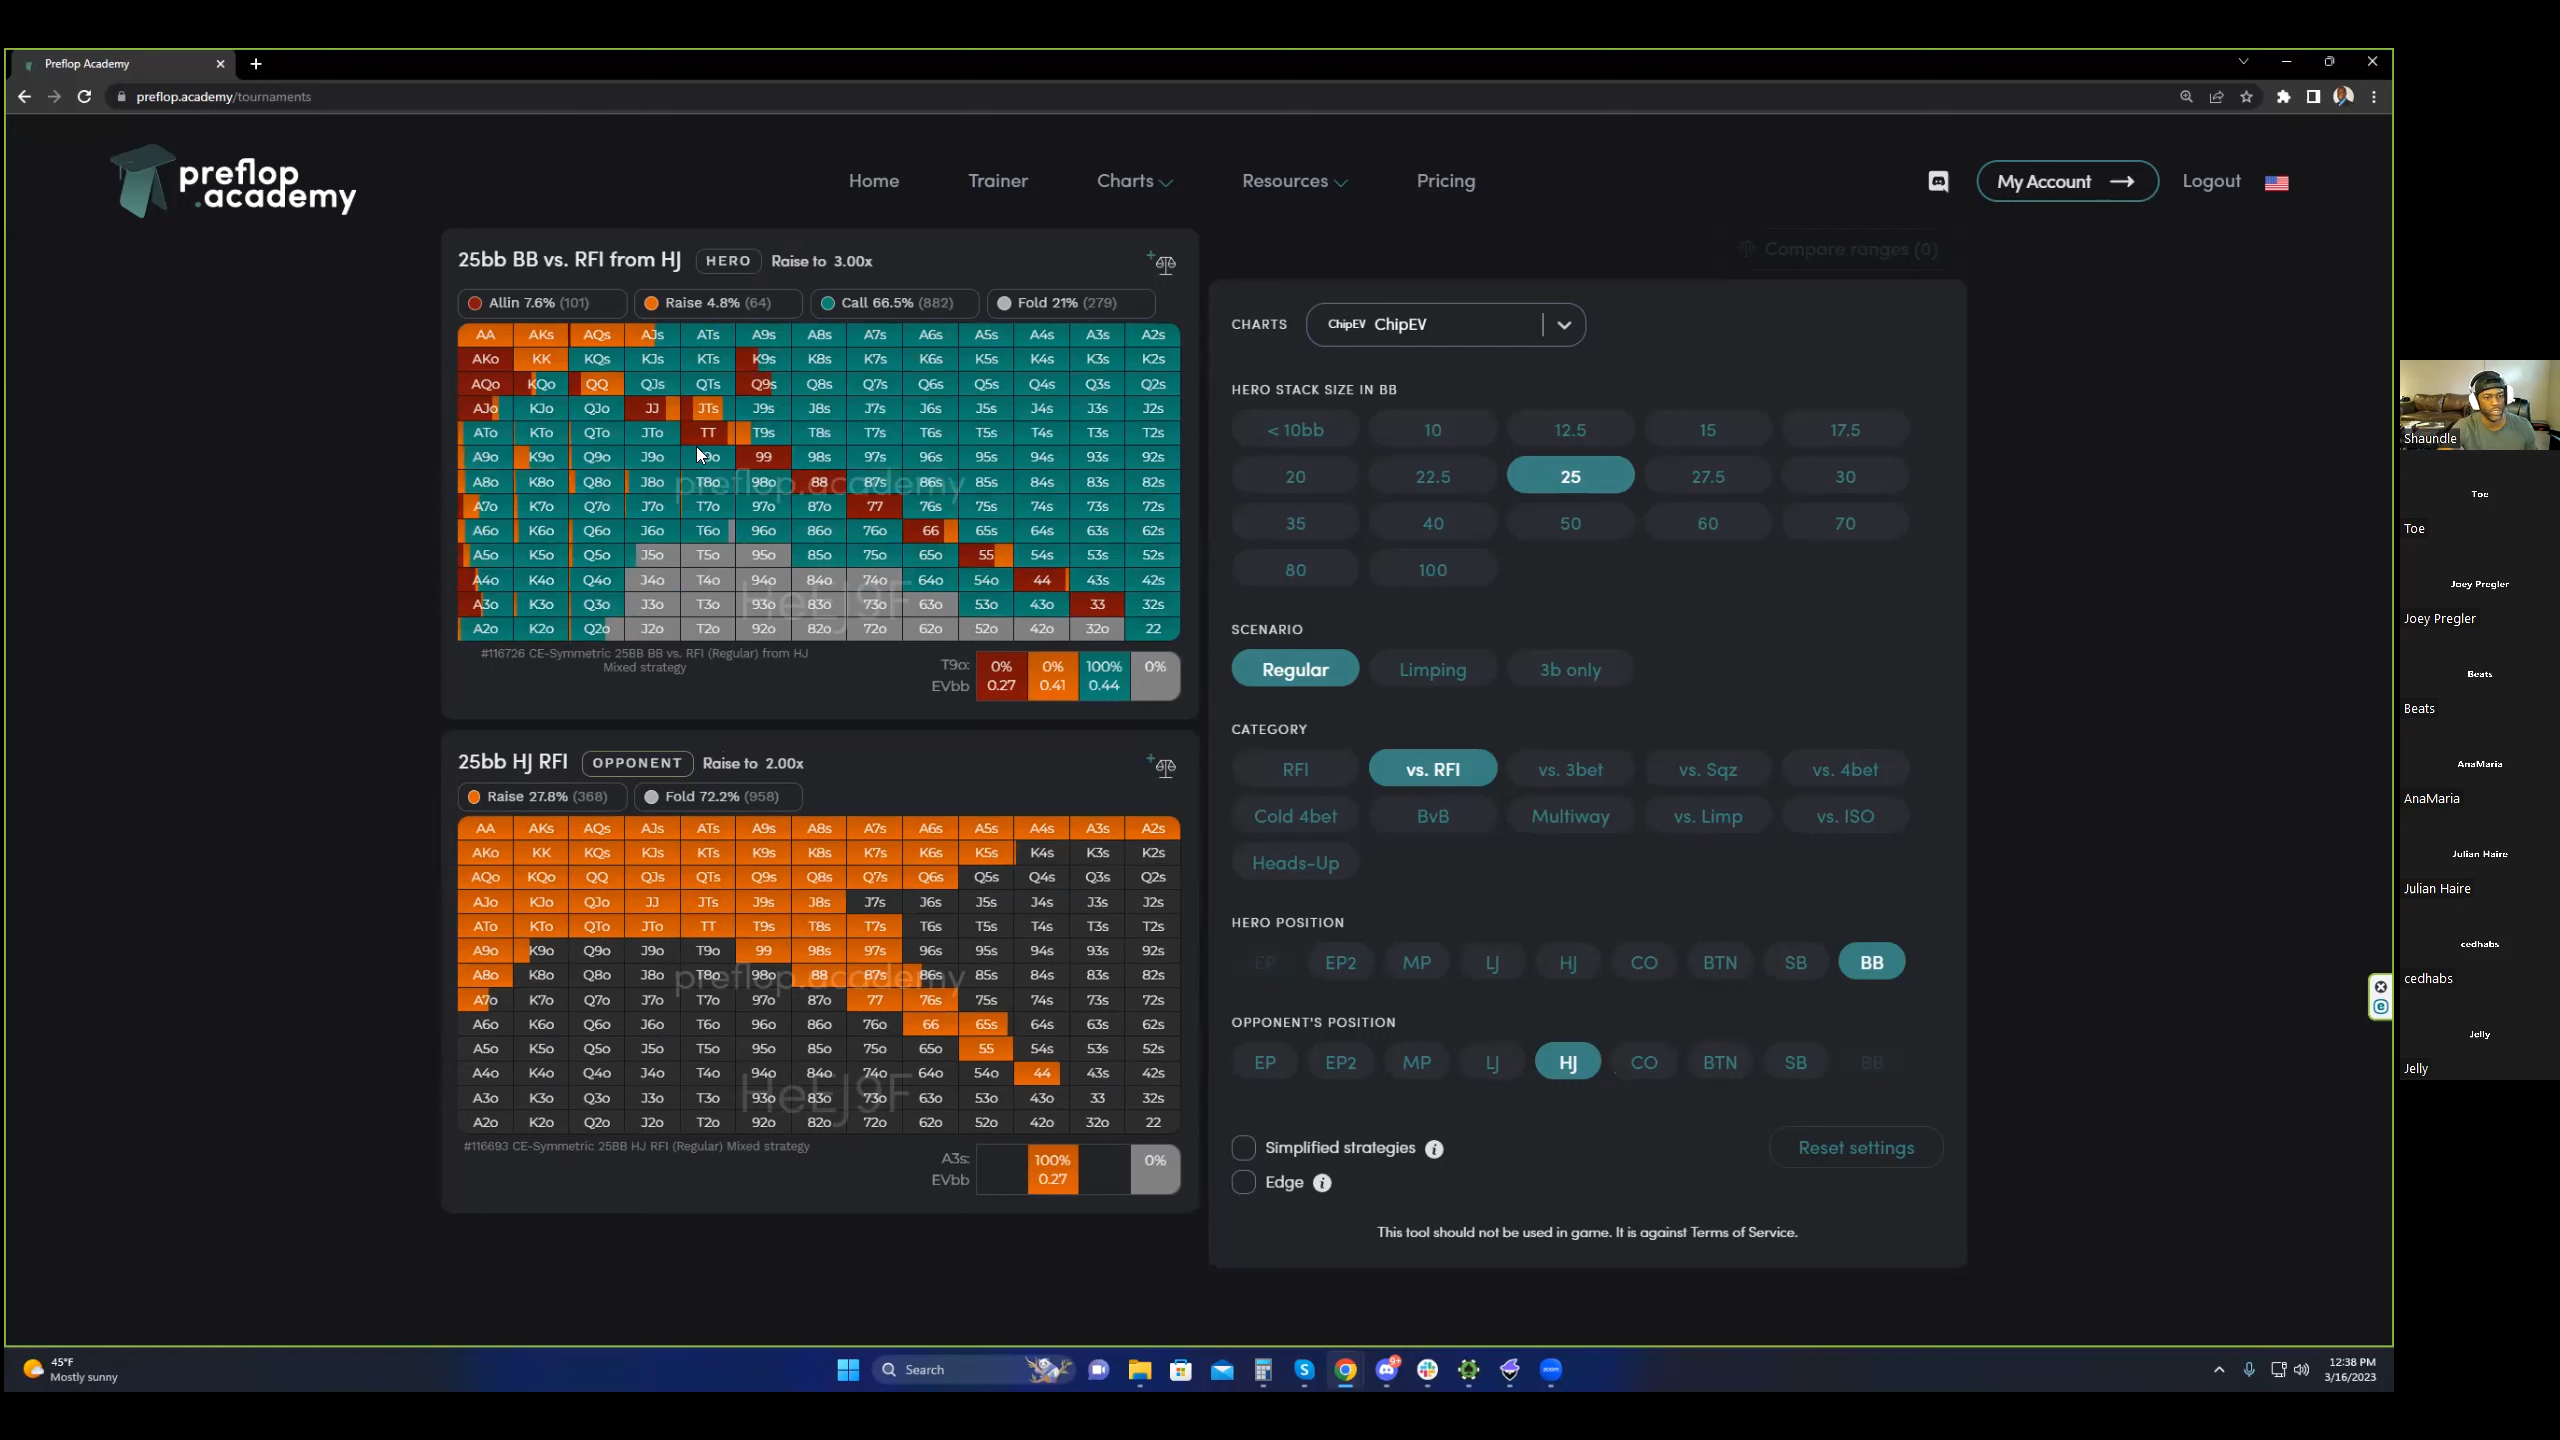 Preflop Academy
preflop.academy/tournaments
preflop
.academy
Home Trainer Charts Resources Pricing My Account Logout
Compare ranges (0)
25bb BB vs. RFI from HJ HERO Raise to 3.00x
Allin 7.6% (101) Raise 4.8% (64) Call 66.5% (882) Fold 21% (279)
AA AKs AQs AJs ATs A9s A8s A7s A6s A5s A4s A3s A2s
AKo KK KQs KJs KTs K9s K8s K7s K6s K5s K4s K3s K2s
AQo KQo QQ QJs QTs Q9s Q8s Q7s Q6s Q5s Q4s Q3s Q2s
AJo KJo QJo JJ JTs J9s J8s J7s J6s J5s J4s J3s J2s
ATo KTo QTo JTo TT T9s T8s T7s T6s T5s T4s T3s T2s
A9o K9o Q9o J9o 99 98s 97s 96s 95s 94s 93s 92s
A8o K8o Q8o J8o T8o 98o 88 87s 86s 85s 84s 83s 82s
A7o K7o Q7o J7o T7o 97o 87o 77 76s 75s 74s 73s 72s
A6o K6o Q6o J6o T6o 96o 86o 76o 66 65s 64s 63s 62s
A5o K5o Q5o J5o T5o 95o 85o 75o 65o 55 54s 53s 52s
A4o K4o Q4o J4o T4o 94o 84o 74o 64o 54o 44 43s 42s
A3o K3o Q3o J3o T3o 93o 83o 73o 63o 53o 43o 33 32s
A2o K2o Q2o J2o T2o 92o 82o 72o 62o 52o 42o 32o 22
preflop.academy
HeEJ9F
#116726 CE-Symmetric 25BB BB vs. RFI (Regular) from HJ
Mixed strategy
T9o: 0% 0% 100% 0%
EVbb 0.27 0.41 0.44
25bb HJ RFI OPPONENT Raise to 2.00x
Raise 27.8% (368) Fold 72.2% (958)
AA AKs AQs AJs ATs A9s A8s A7s A6s A5s A4s A3s A2s
AKo KK KQs KJs KTs K9s K8s K7s K6s K5s K4s K3s K2s
AQo KQo QQ QJs QTs Q9s Q8s Q7s Q6s Q5s Q4s Q3s Q2s
AJo KJo QJo JJ JTs J9s J8s J7s J6s J5s J4s J3s J2s
ATo KTo QTo JTo TT T9s T8s T7s T6s T5s T4s T3s T2s
A9o K9o Q9o J9o T9o 99 98s 97s 96s 95s 94s 93s 92s
A8o K8o Q8o J8o T8o 98o 88 87s 86s 85s 84s 83s 82s
A7o K7o Q7o J7o T7o 97o 87o 77 76s 75s 74s 73s 72s
A6o K6o Q6o J6o T6o 96o 86o 76o 66 65s 64s 63s 62s
A5o K5o Q5o J5o T5o 95o 85o 75o 65o 55 54s 53s 52s
A4o K4o Q4o J4o T4o 94o 84o 74o 64o 54o 44 43s 42s
A3o K3o Q3o J3o T3o 93o 83o 73o 63o 53o 43o 33 32s
A2o K2o Q2o J2o T2o 92o 82o 72o 62o 52o 42o 32o 22
preflop.academy
HeEJ9F
#116693 CE-Symmetric 25BB HJ RFI (Regular) Mixed strategy
A3s: 100% 0%
EVbb 0.27
CHARTS ChipEV ChipEV
HERO STACK SIZE IN BB
< 10bb 10 12.5 15 17.5
20 22.5 25 27.5 30
35 40 50 60 70
80 100
SCENARIO
Regular Limping 3b only
CATEGORY
RFI vs. RFI vs. 3bet vs. Sqz vs. 4bet
Cold 4bet BvB Multiway vs. Limp vs. ISO
Heads-Up
HERO POSITION
EP EP2 MP LJ HJ CO BTN SB BB
OPPONENT'S POSITION
EP EP2 MP LJ HJ CO BTN SB BB
Simplified strategies Reset settings
Edge
This tool should not be used in game. It is against Terms of Service.
Shaundle
Toe
Toe
Joey Pregler
Joey Pregler
Beats
Beats
AnaMaria
AnaMaria
Julian Haire
Julian Haire
cedhabs
cedhabs
Jelly
Jelly
45°F
Mostly sunny
Search
9+
zoom
12:38 PM
3/16/2023